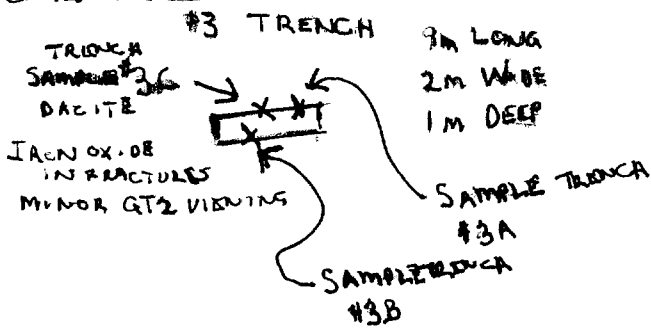 #3 TRENCH
9m LONG
2m WIDE
1m DEEP
TRENCH
SAMPLE #3C
DACITE
IRON OXIDE
IN FRACTURES
MINOR QTZ VIENING
SAMPLE TRENCH
#3A
SAMPLE TRENCH
#3B